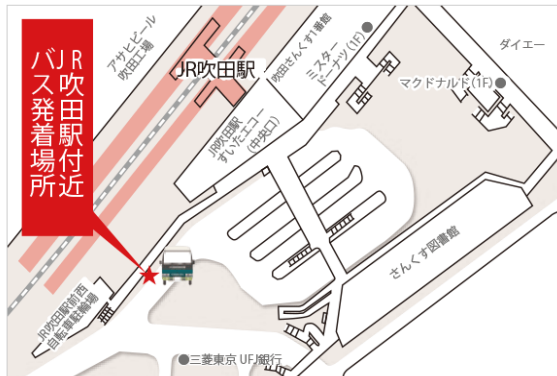 JR吹田駅付近
バス発着場所
アサヒビール
吹田工場
JR吹田駅
吹田さんくす1番館
ミスター
ドーナツ(1F)
ダイエー
マクドナルド(1F)
JR吹田駅
すいたエコー
(中央口)
さんくす図書館
JR吹田駅前西
自転車駐輪場
三菱東京UFJ銀行